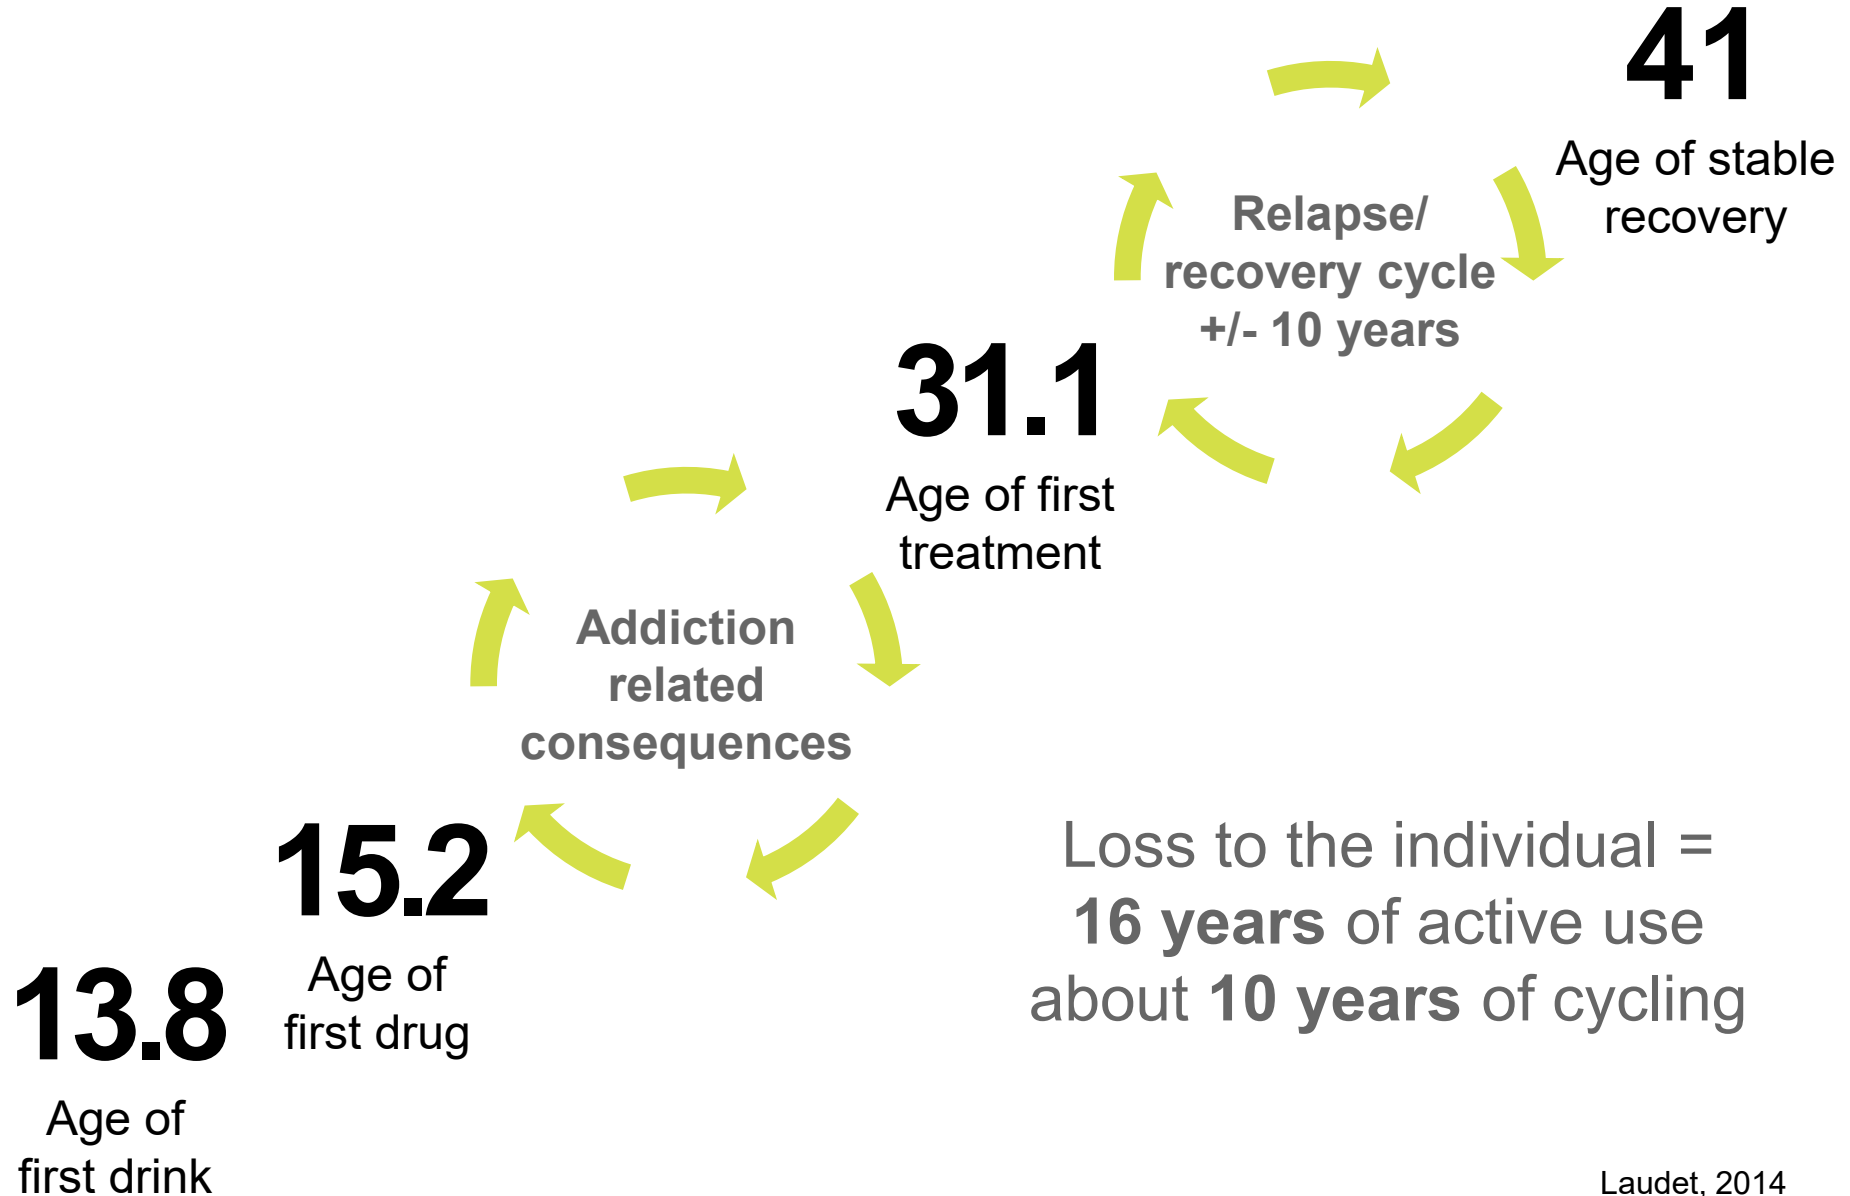 13.8
Age of
first drink
15.2
Age of
first drug
Addiction
related
consequences
31.1
Age of first
treatment
Relapse/
recovery cycle
+/- 10 years
41
Age of stable
recovery
Loss to the individual =
16 years of active use
about 10 years of cycling
Laudet, 2014